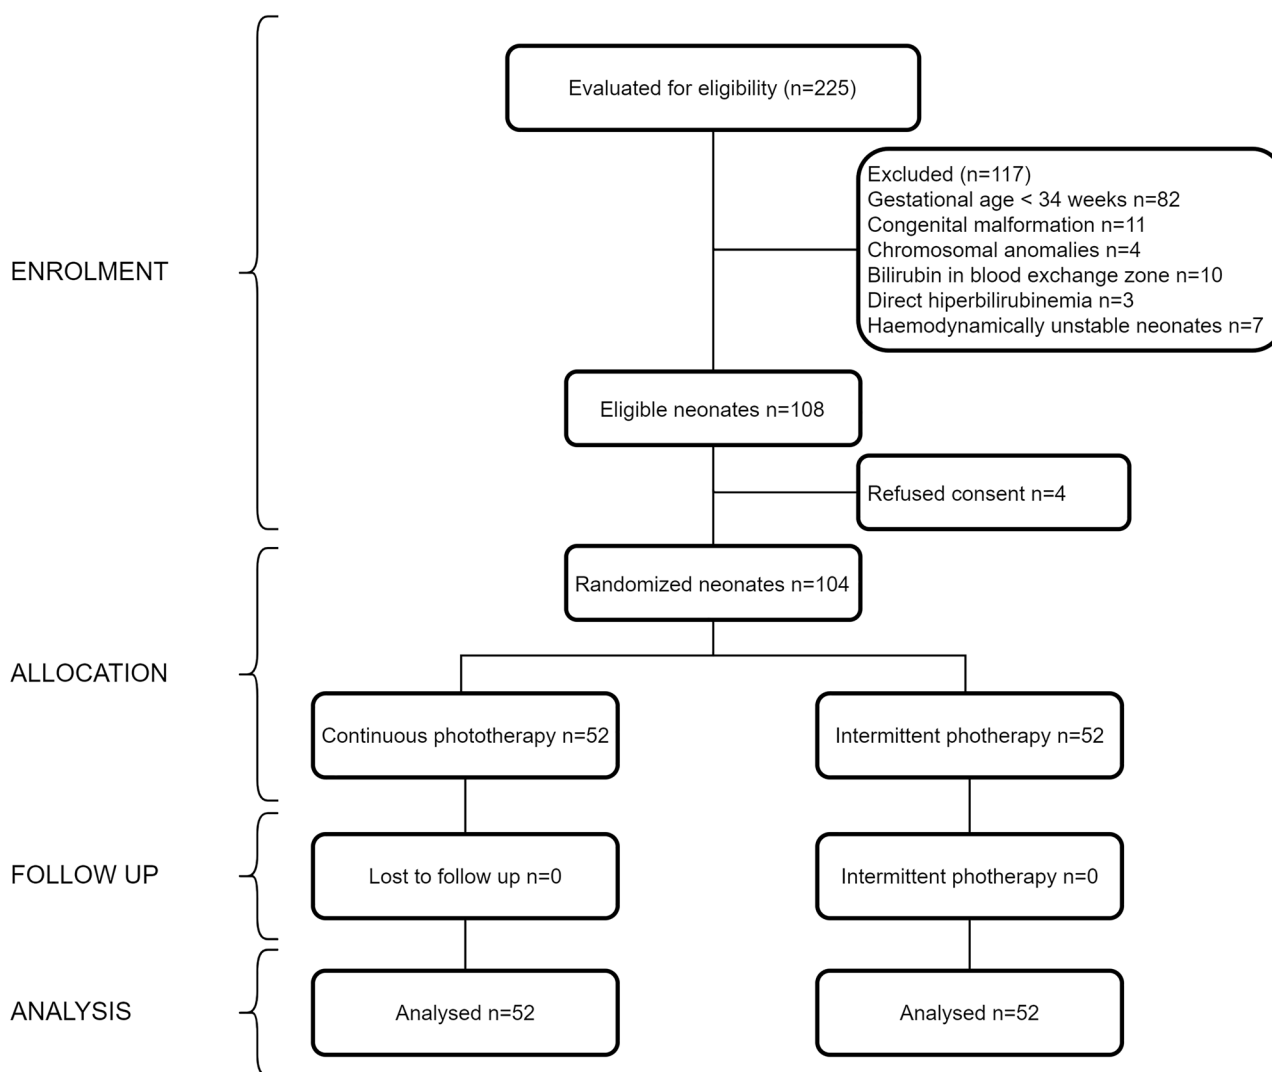 Evaluated for eligibility (n=225)
Excluded (n=117)
Gestational age < 34 weeks n=82
Congenital malformation n=11
Chromosomal anomalies n=4
Bilirubin in blood exchange zone n=10
Direct hiperbilirubinemia n=3
Haemodynamically unstable neonates n=7
ENROLMENT
Eligible neonates n=108
Refused consent n=4
Randomized neonates n=104
ALLOCATION
Continuous phototherapy n=52
Intermittent photherapy n=52
FOLLOW UP
Lost to follow up n=0
Intermittent photherapy n=0
ANALYSIS
Analysed n=52
Analysed n=52